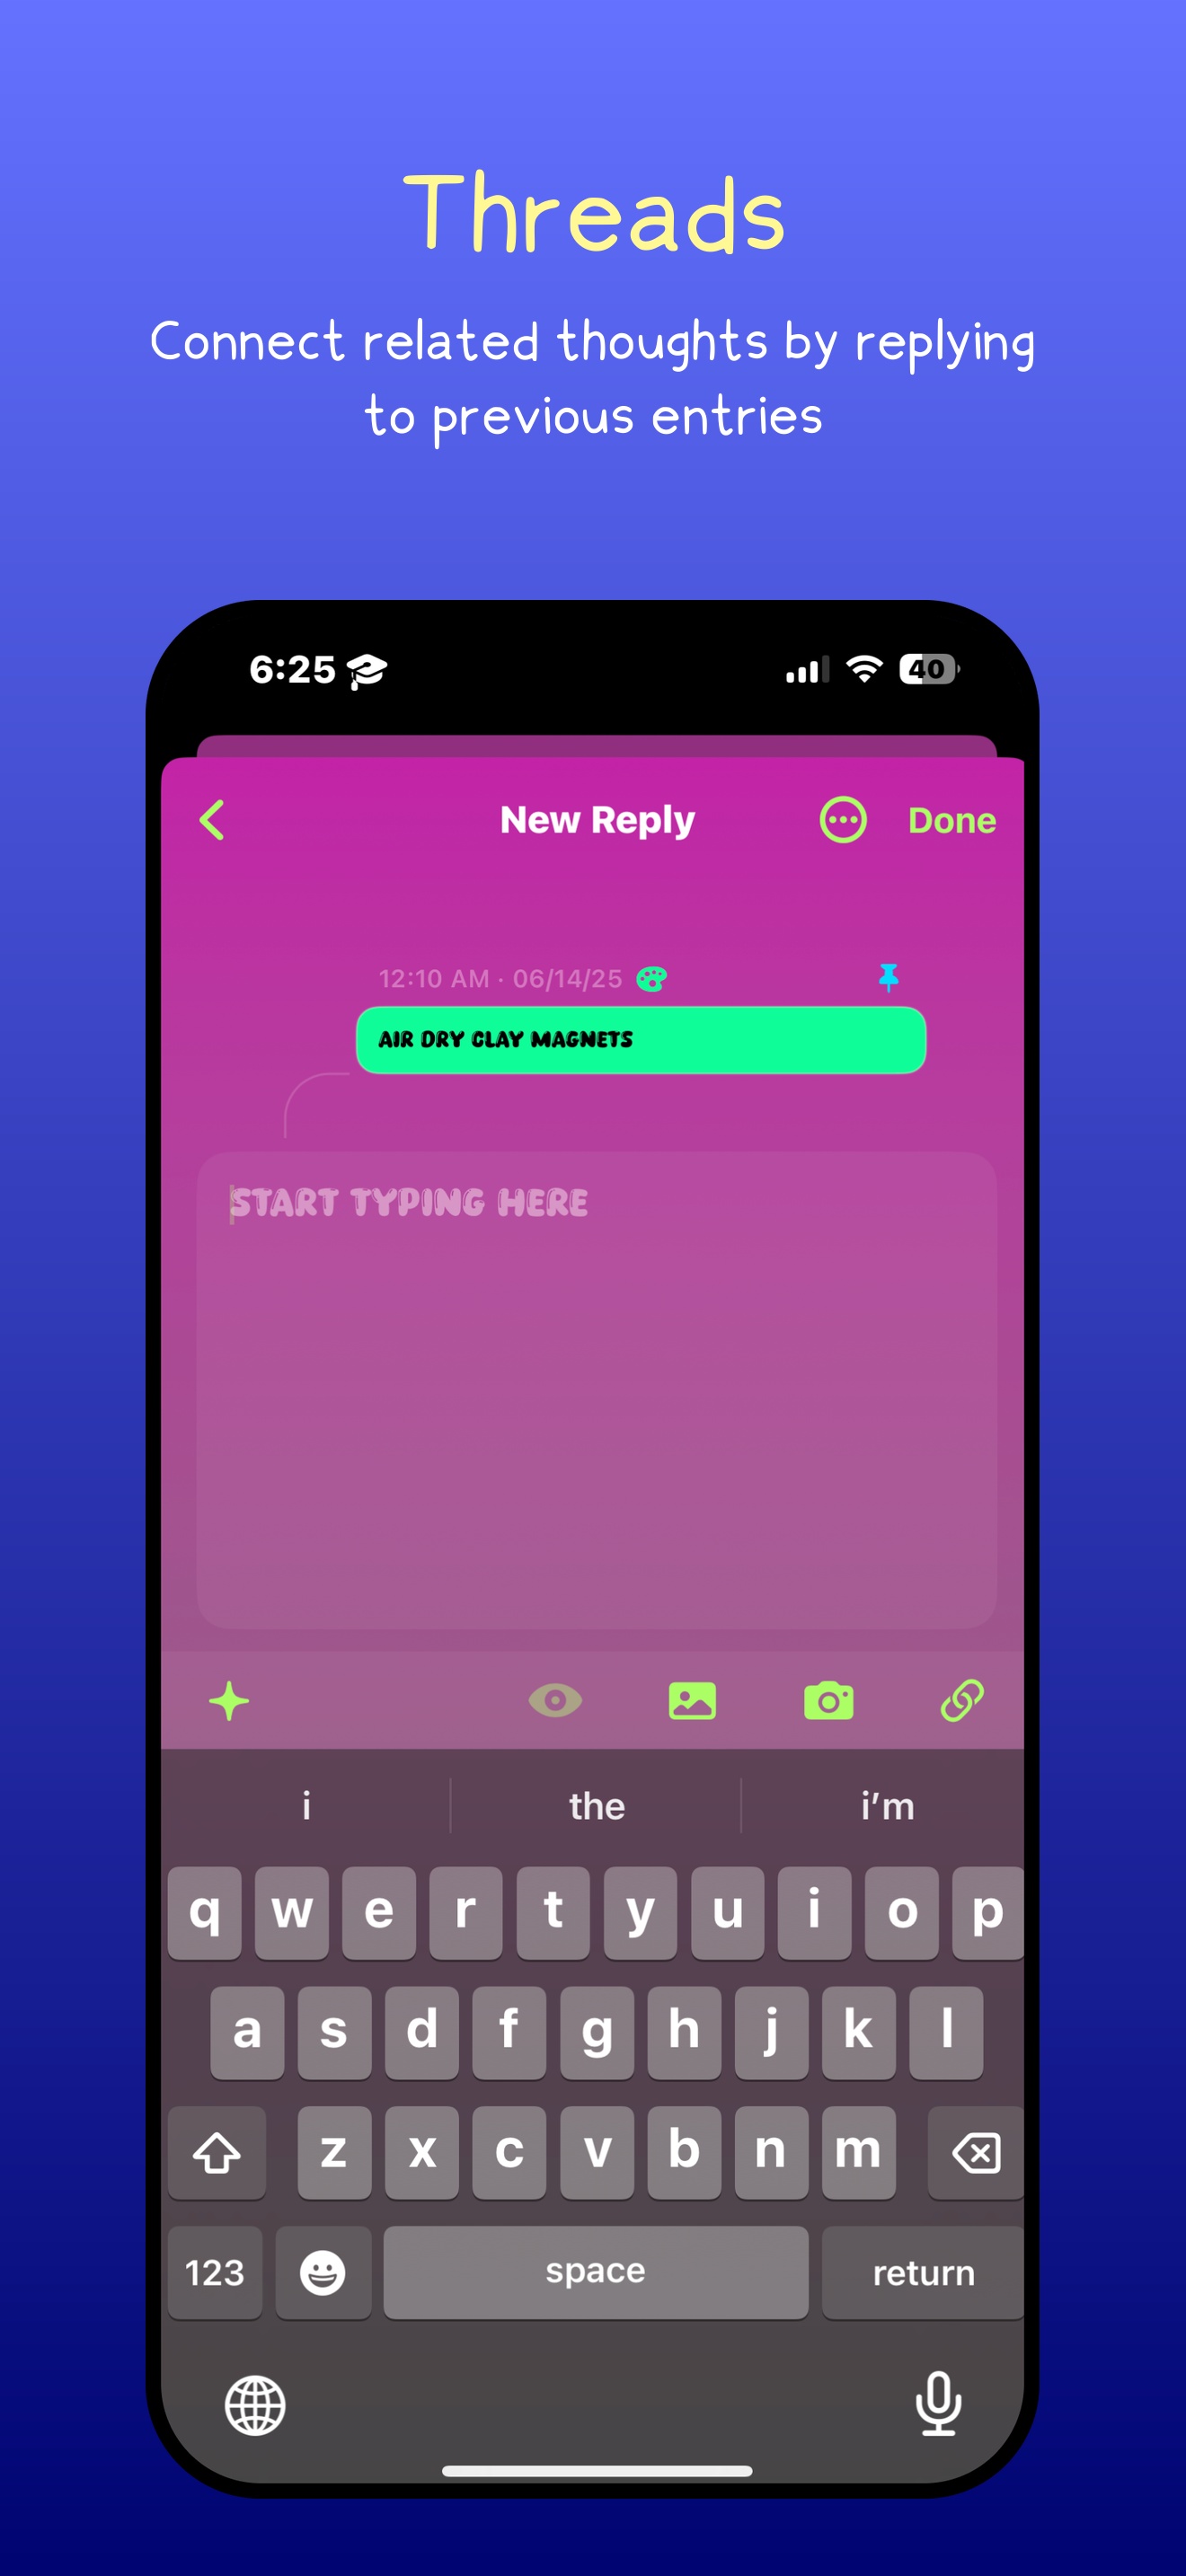 Threads
Connect related thoughts by replying
to previous entries
6:25
40
New Reply
Done
12:10 AM · 06/14/25
AIR DRY CLAY MAGNETS
START TYPING HERE
i the i'm
q w e r t y u i o p
a s d f g h j k l
z x c v b n m
123 space return